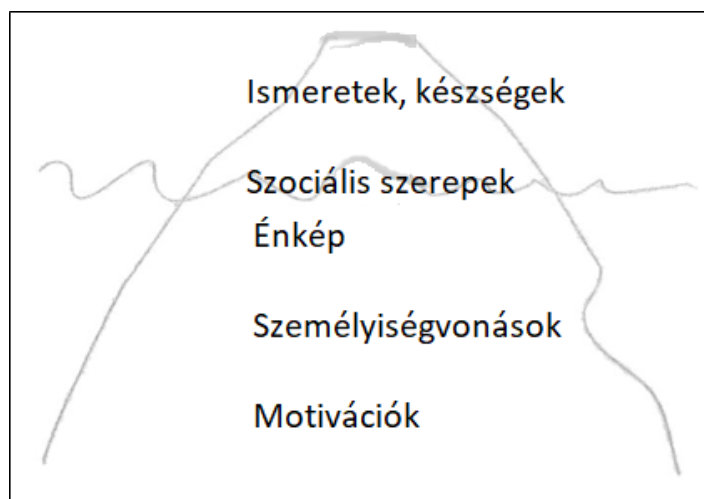 Ismeretek, készségek
Szociális szerepek
Énkép
Személyiségvonások
Motivációk